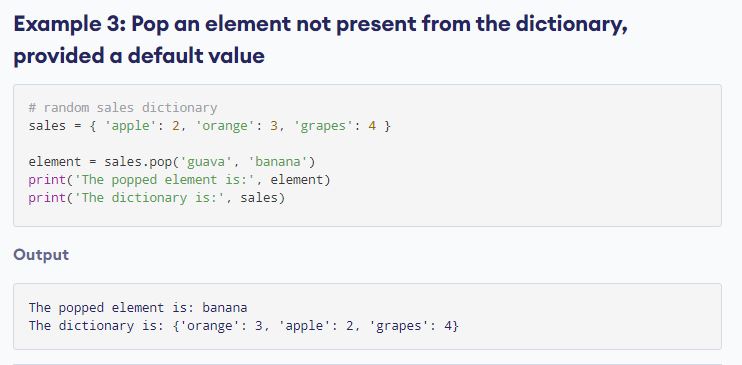 Example 3: Pop an element not present from the dictionary,
provided a default value
# random sales dictionary
sales = { 'apple': 2, 'orange': 3, 'grapes': 4 }
element = sales.pop('guava', 'banana')
print('The popped element is:', element)
print('The dictionary is:', sales)
Output
The popped element is: banana
The dictionary is: {'orange': 3, 'apple': 2, 'grapes': 4}